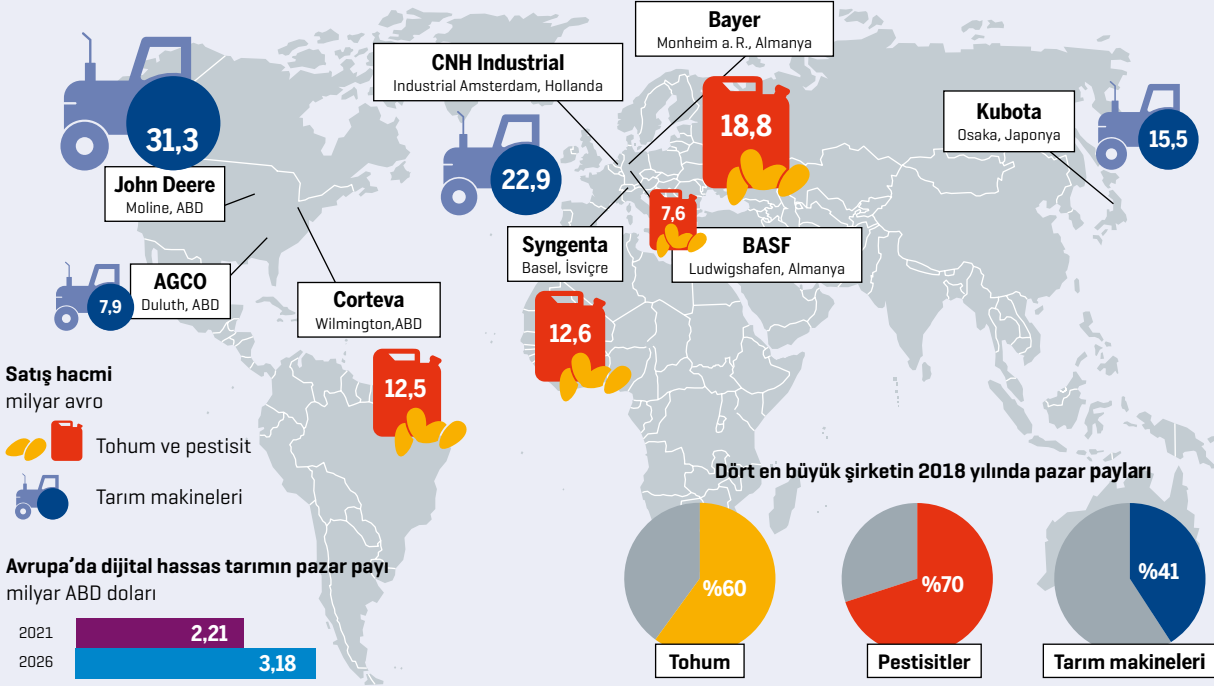 Bayer
Monheim a. R., Almanya
CNH Industrial
Industrial Amsterdam, Hollanda
18,8
Kubota
Osaka, Japonya
15,5
31,3
22,9
John Deere
Moline, ABD
7,6
Syngenta
Basel, İsviçre
BASF
Ludwigshafen, Almanya
AGCO
Duluth, ABD
7,9
Corteva
Wilmington,ABD
12,6
12,5
Satış hacmi
milyar avro
Tohum ve pestisit
Tarım makineleri
Dört en büyük şirketin 2018 yılında pazar payları
%60
%70
%41
Tohum
Pestisitler
Tarım makineleri
Avrupa’da dijital hassas tarımın pazar payı
milyar ABD doları
2021 2,21
2026 3,18